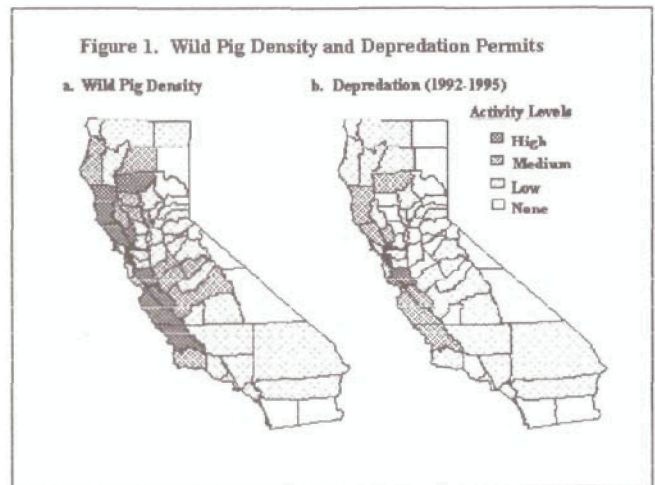 Figure 1. Wild Pig Density and Depredation Permits
a. Wild Pig Density
b. Depredation (1992-1995)
Activity Levels
High
Medium
Low
None